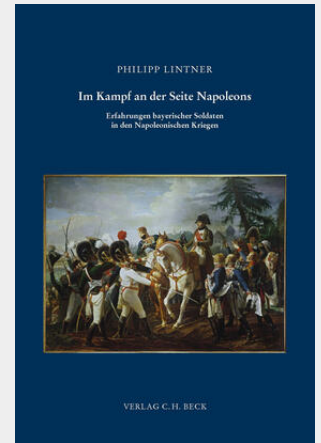 PHILIPP LINTNER
Im Kampf an der Seite Napoleons
Erfahrungen bayerischer Soldaten
in den Napoleonischen Kriegen
VERLAG C. H. BECK